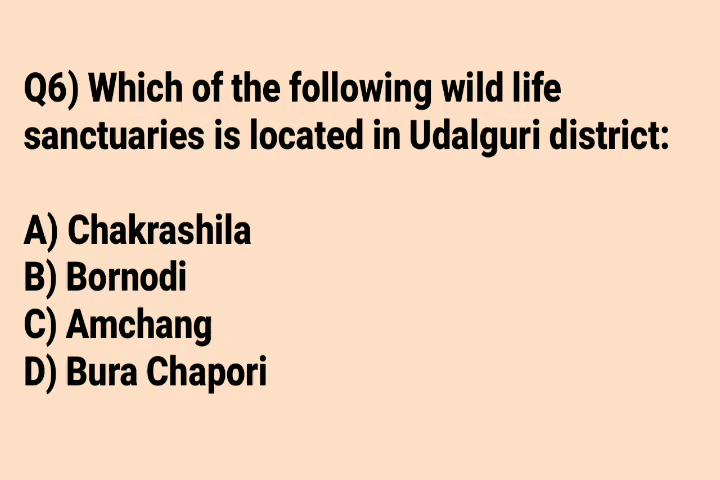 Q6) Which of the following wild life
sanctuaries is located in Udalguri district:
A) Chakrashila
B) Bornodi
C) Amchang
D) Bura Chapori